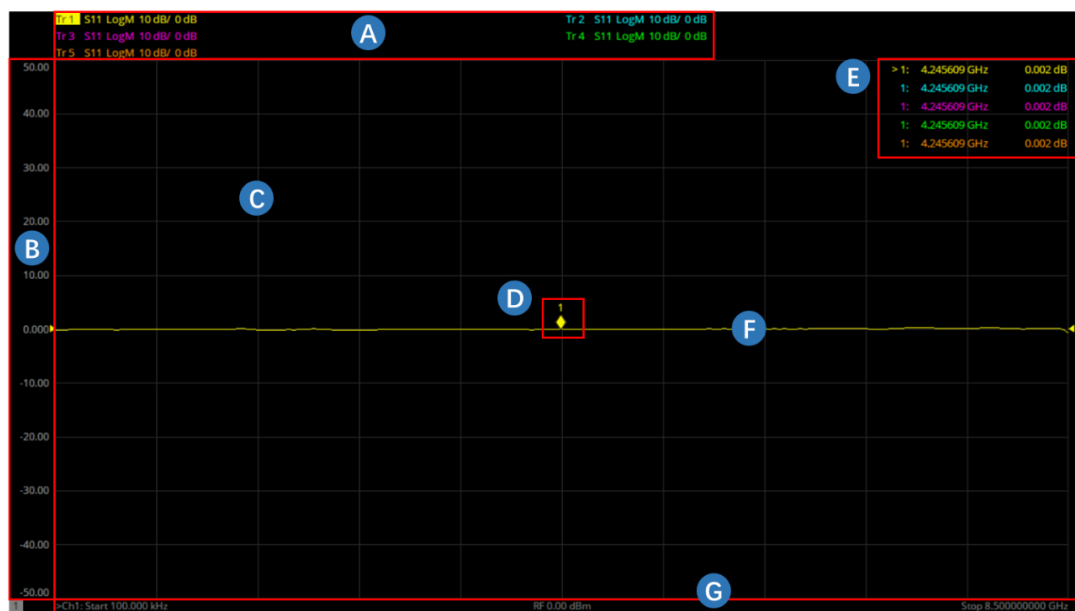 Tr 1 S11 LogM 10 dB/ 0 dB
Tr 2 S11 LogM 10 dB/ 0 dB
Tr 3 S11 LogM 10 dB/ 0 dB
Tr 4 S11 LogM 10 dB/ 0 dB
Tr 5 S11 LogM 10 dB/ 0 dB
A
50.00
40.00
30.00
20.00
10.00
0.000
-10.00
-20.00
-30.00
-40.00
-50.00
B
C
D
1
E
> 1: 4.245609 GHz 0.002 dB
1: 4.245609 GHz 0.002 dB
1: 4.245609 GHz 0.002 dB
1: 4.245609 GHz 0.002 dB
1: 4.245609 GHz 0.002 dB
F
G
1 >Ch1: Start 100.000 kHz RF 0.00 dBm Stop 8.500000000 GHz